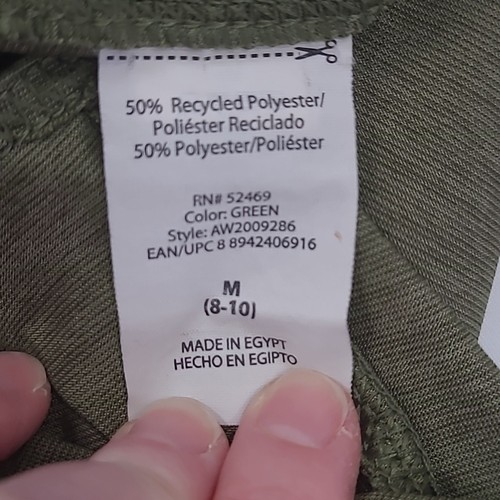 50% Recycled Polyester/
Poliéster Reciclado
50% Polyester/Poliéster
RN# 52469
Color: GREEN
Style: AW2009286
EAN/UPC 8 8942406916
M
(8-10)
MADE IN EGYPT
HECHO EN EGIPTO